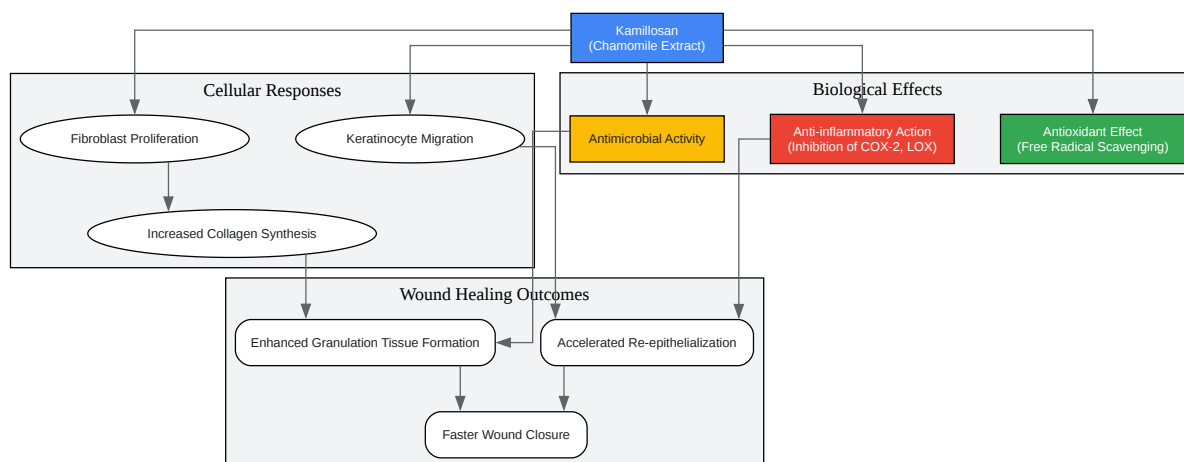 Kamillosan
(Chamomile Extract)
Cellular Responses
Biological Effects
Fibroblast Proliferation
Keratinocyte Migration
Antimicrobial Activity
Anti-inflammatory Action
(Inhibition of COX-2, LOX)
Antioxidant Effect
(Free Radical Scavenging)
Increased Collagen Synthesis
Wound Healing Outcomes
Enhanced Granulation Tissue Formation
Accelerated Re-epithelialization
Faster Wound Closure